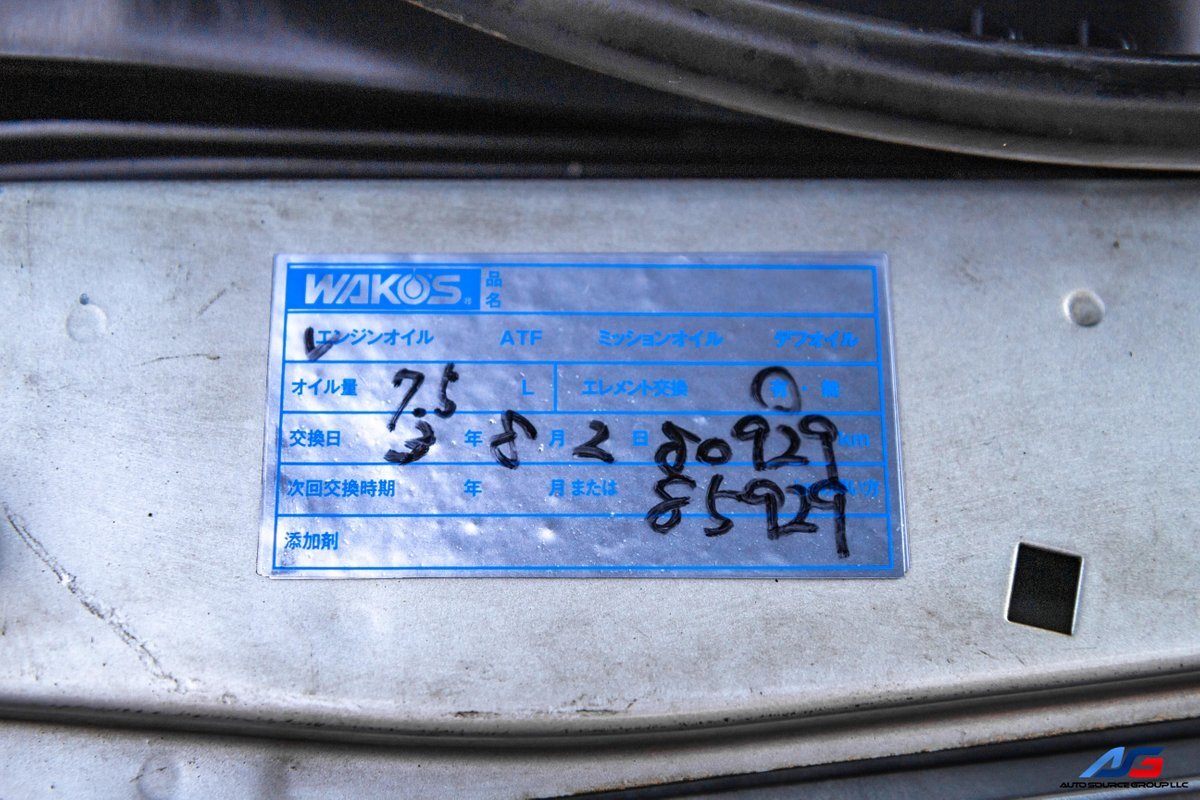 WAKO'S® 品名
✓エンジンオイル ATF ミッションオイル デフオイル
オイル量 7.5 L エレメント交換 有・無
交換日 3年 8月 2日 80929 km
次回交換時期 年 月または 85929 い方
添加剤
AUTO SOURCE GROUP LLC